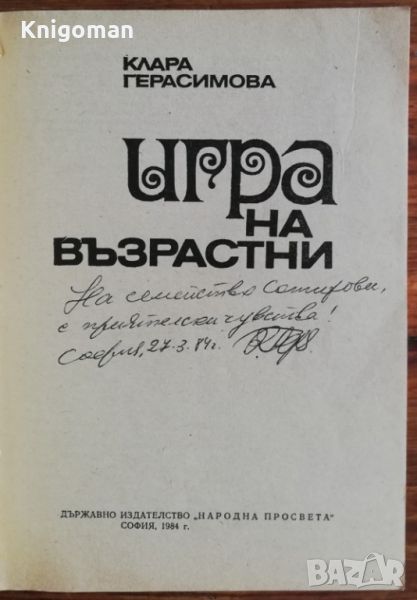 Knigoman
КЛАРА
ГЕРАСИМОВА
ИГРА
НА
ВЪЗРАСТНИ
На семейство Сотирови,
с приятелски чувства!
София, 27.3.84г.
ДЪРЖАВНО ИЗДАТЕЛСТВО „НАРОДНА ПРОСВЕТА"
СОФИЯ, 1984 г.
BAZAR